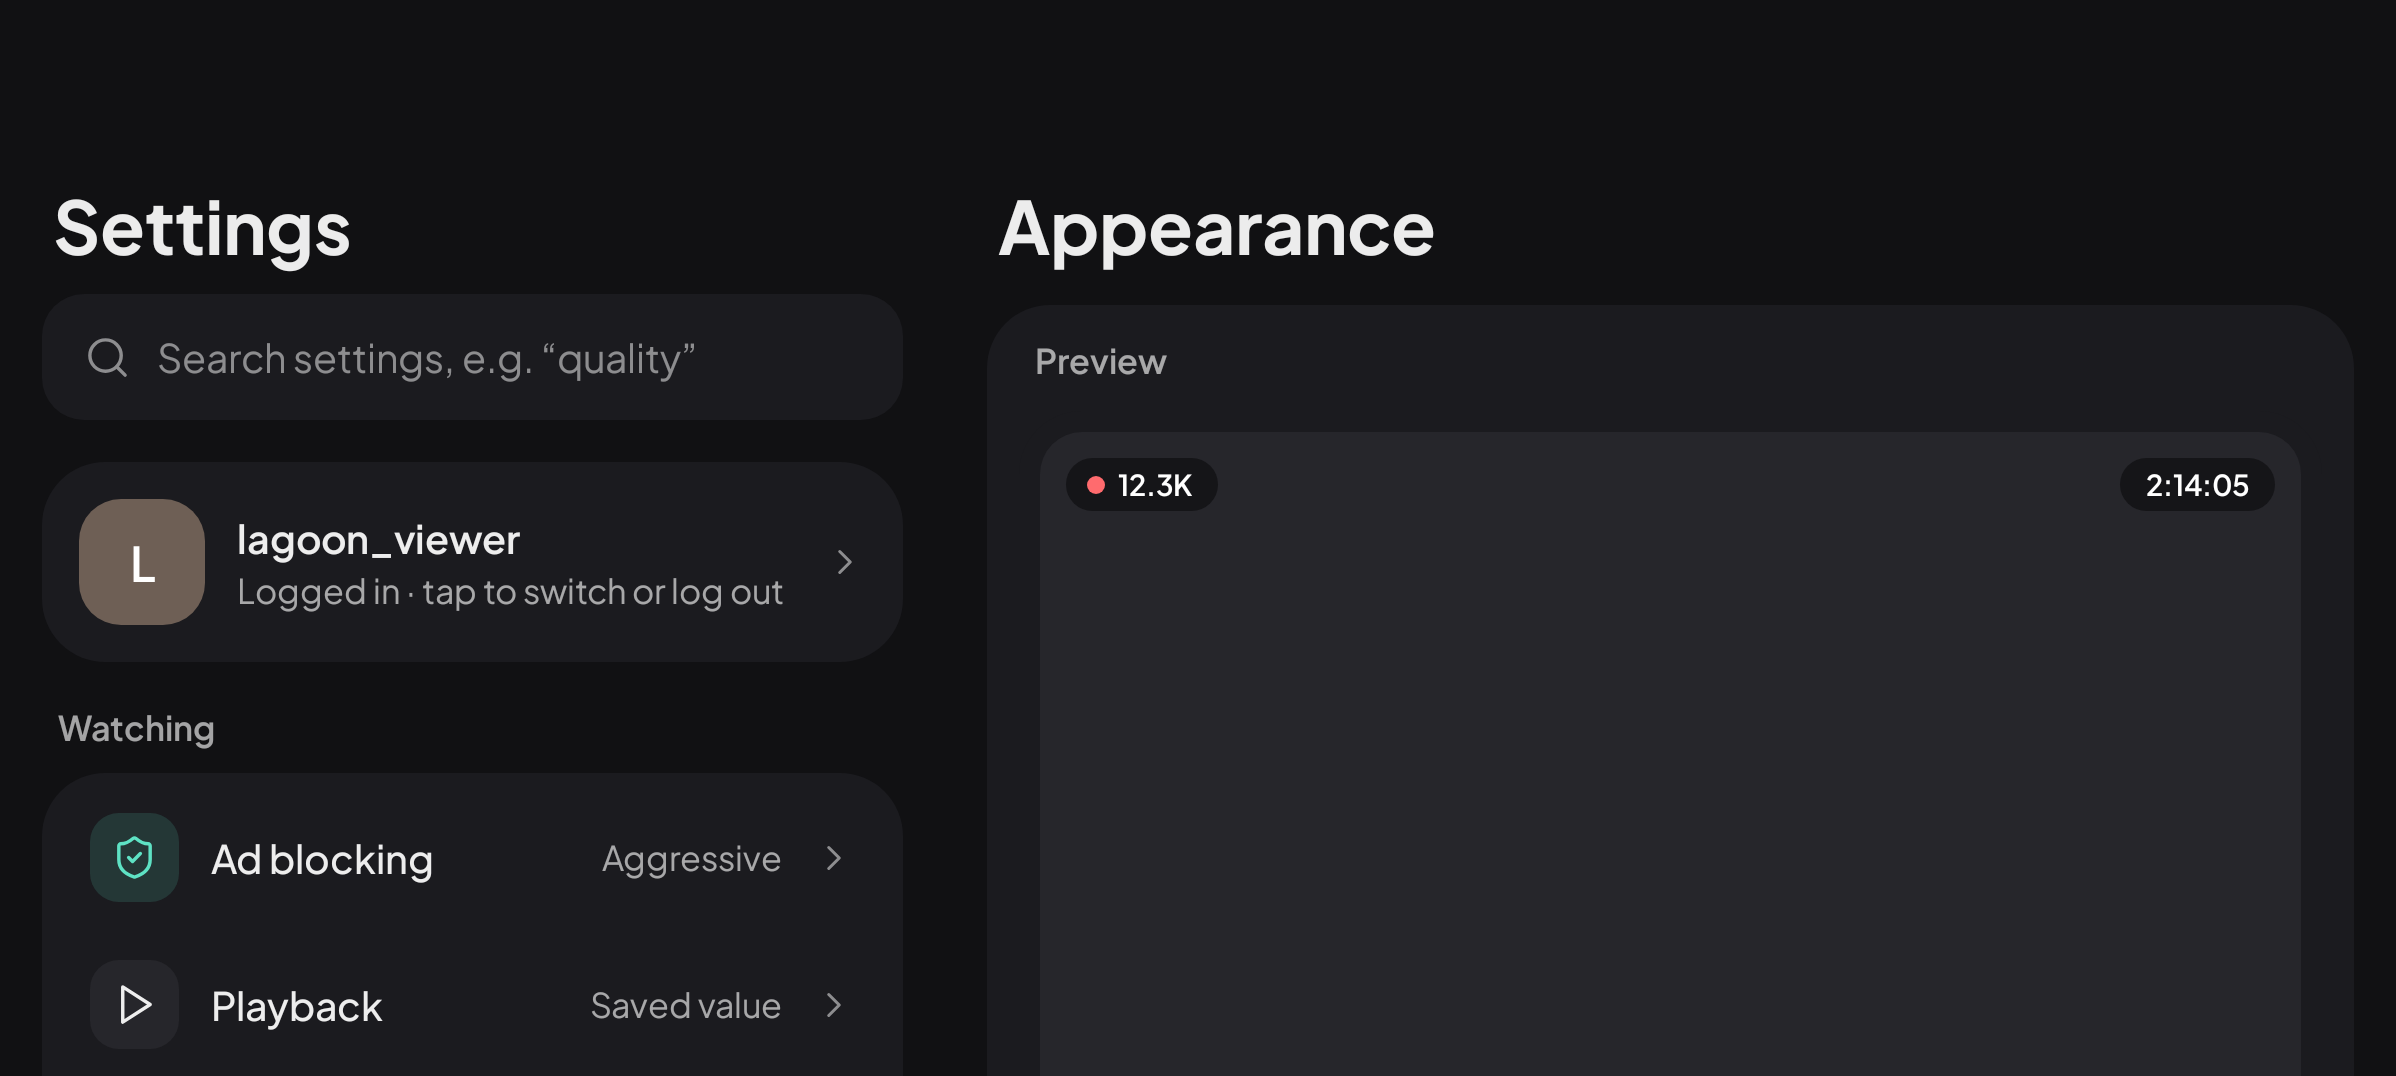 Settings
Search settings, e.g. “quality”
L
lagoon_viewer
Logged in · tap to switch or log out
Watching
Ad blocking
Aggressive
Playback
Saved value
Appearance
Preview
12.3K
2:14:05